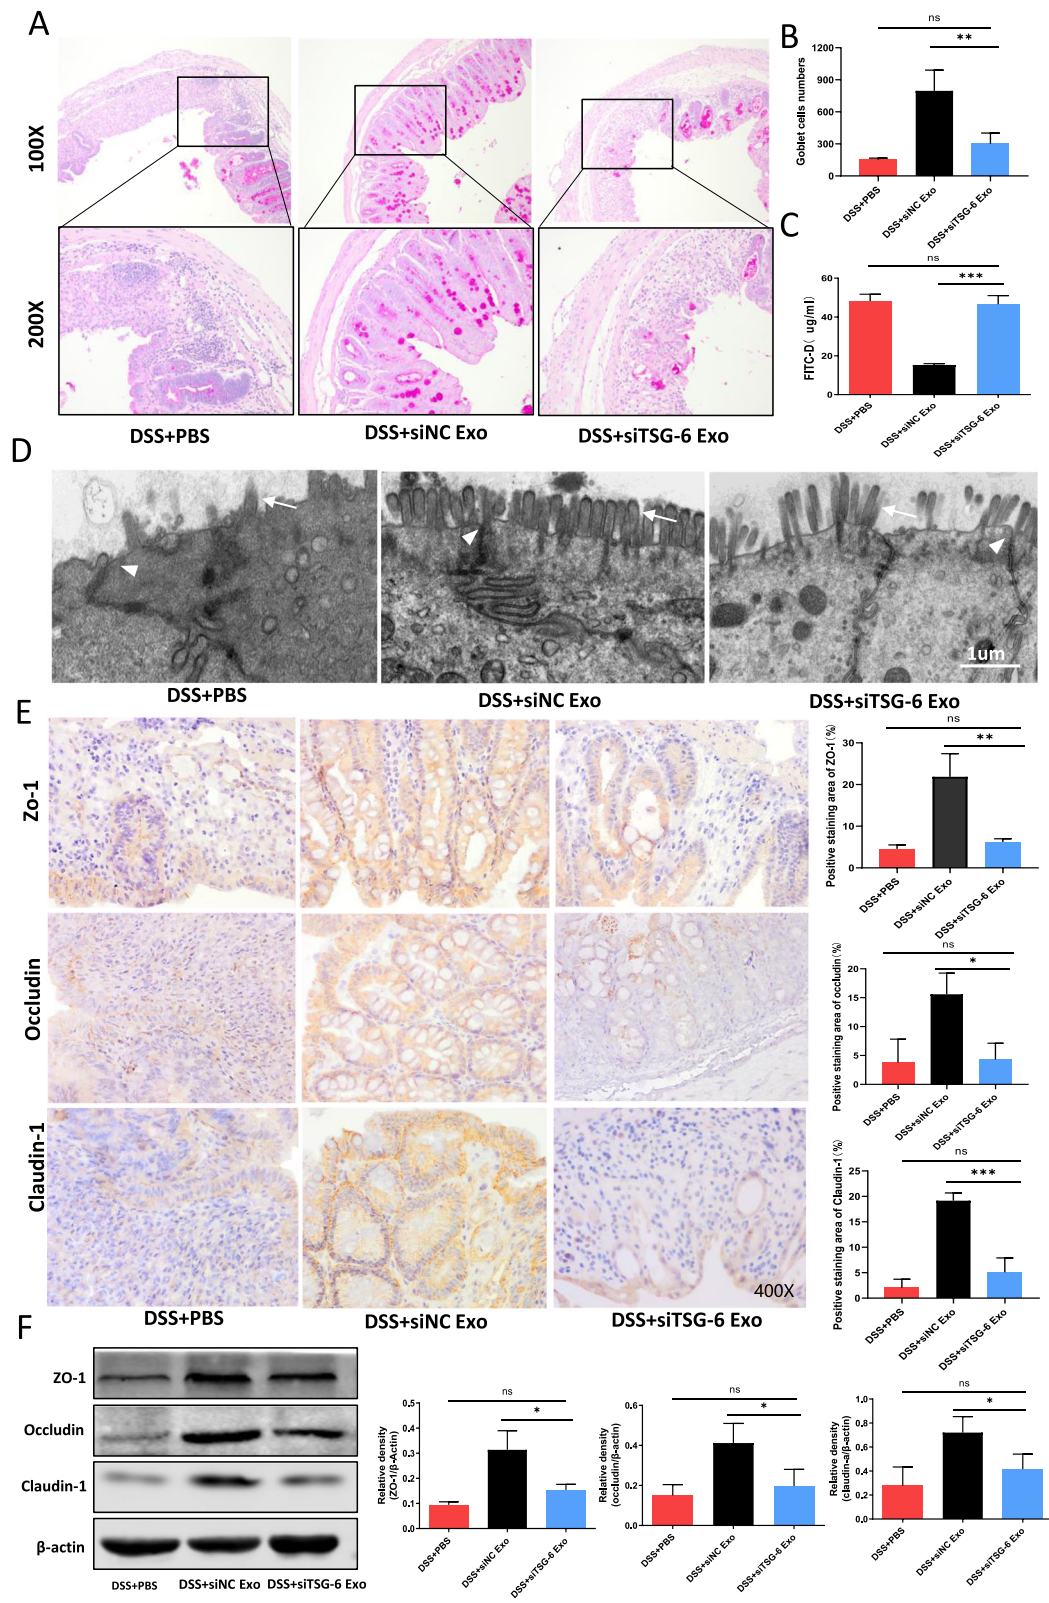 A
100X
200X
DSS+PBS
DSS+siNC Exo
DSS+siTSG-6 Exo
B
ns
**
Goblet cells numbers
1200
900
600
300
0
DSS+PBS
DSS+siNC Exo
DSS+siTSG-6 Exo
C
ns
***
FITC-D( ug/ml)
60
40
20
0
DSS+PBS
DSS+siNC Exo
DSS+siTSG-6 Exo
D
1um
DSS+PBS
DSS+siNC Exo
DSS+siTSG-6 Exo
E
Zo-1
Occludin
Claudin-1
400X
DSS+PBS
DSS+siNC Exo
DSS+siTSG-6 Exo
ns
**
Positive staining area of ZO-1(%)
30
20
10
0
DSS+PBS
DSS+siNC Exo
DSS+siTSG-6 Exo
ns
*
Positive staining area of occludin(%)
20
15
10
5
0
DSS+PBS
DSS+siNC Exo
DSS+siTSG-6 Exo
ns
***
Positive staining area of Claudin-1(%)
25
20
15
10
5
0
DSS+PBS
DSS+siNC Exo
DSS+siTSG-6 Exo
F
ZO-1
Occludin
Claudin-1
β-actin
DSS+PBS
DSS+siNC Exo
DSS+siTSG-6 Exo
ns
*
Relative density
(ZO-1/β-Actin)
0.5
0.4
0.3
0.2
0.1
0.0
DSS+PBS
DSS+siNC Exo
DSS+siTSG-6 Exo
ns
*
Relative density
(occludin/β-actin)
0.6
0.4
0.2
0.0
DSS+PBS
DSS+siNC Exo
DSS+siTSG-6 Exo
ns
*
Relative density
(claudin-a/β-actin)
1.0
0.8
0.6
0.4
0.2
0.0
DSS+PBS
DSS+siNC Exo
DSS+siTSG-6 Exo